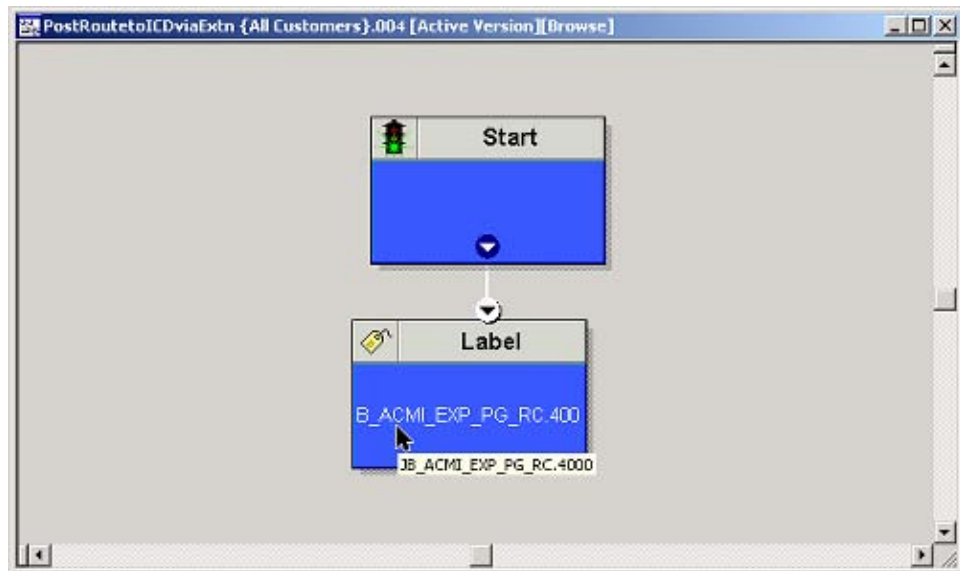 PostRoutetoICDviaExtn {All Customers}.004 [Active Version][Browse]
Start
Label
B_ACMI_EXP_PG_RC.400
JB_ACMI_EXP_PG_RC.4000